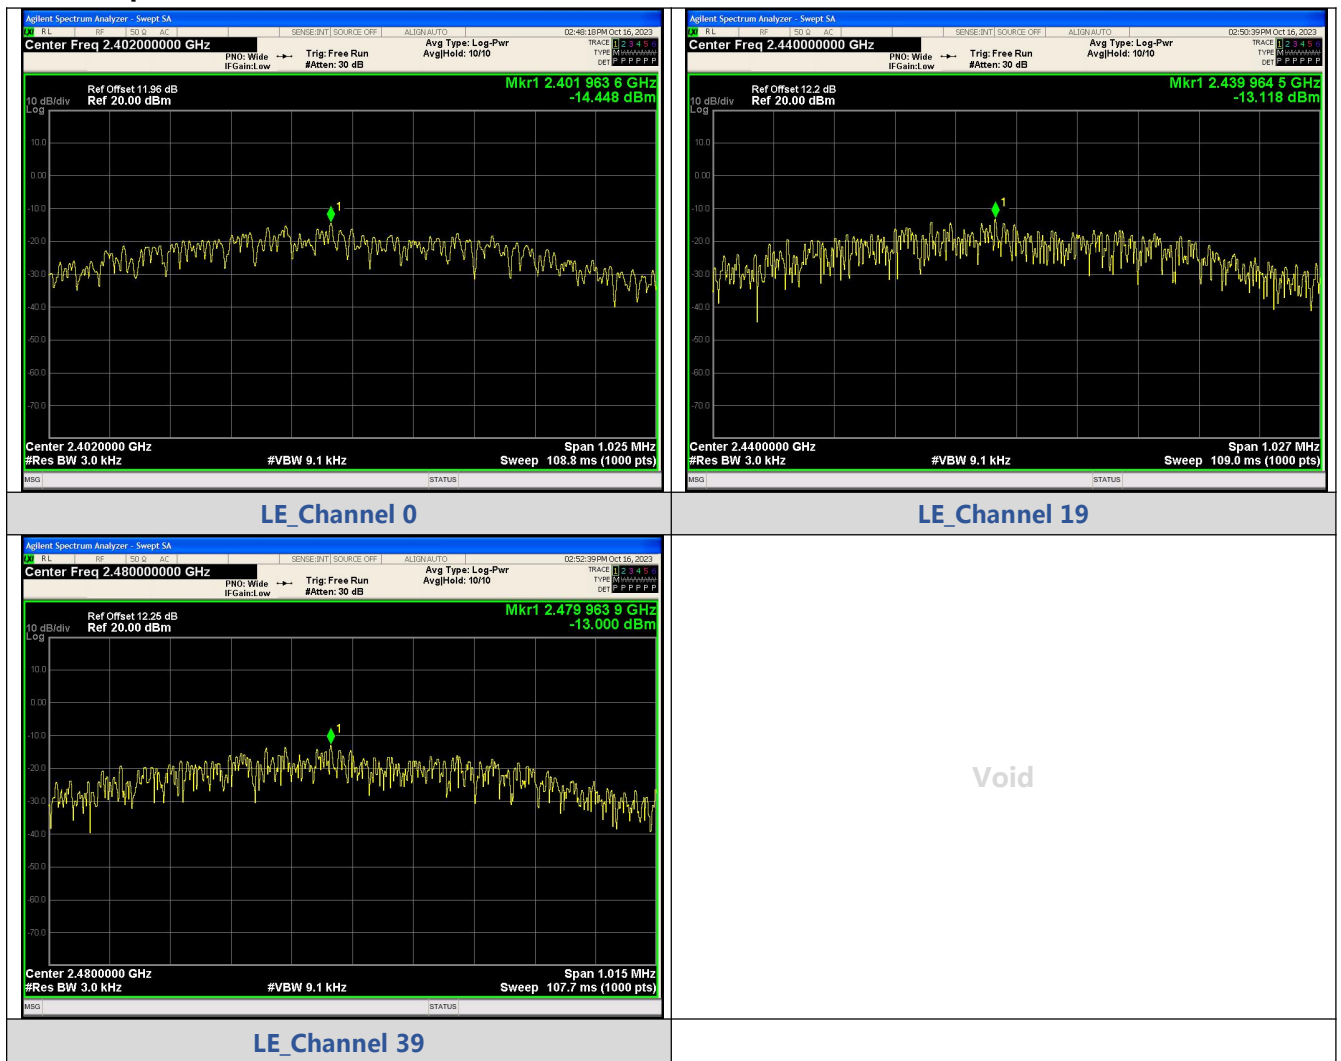 Agilent Spectrum Analyzer - Swept SA
RL RF 50 Ω AC SENSE:INT SOURCE OFF ALIGN AUTO 02:48:18 PM Oct 16, 2023
Center Freq 2.402000000 GHz
PNO: Wide
IFGain:Low
Trig: Free Run
#Atten: 30 dB
Avg Type: Log-Pwr
Avg|Hold: 10/10
TRACE 1 2 3 4 5 6
TYPE M
DET P P P P P P
Mkr1 2.401 963 6 GHz
-14.448 dBm
Ref Offset 11.96 dB
10 dB/div Ref 20.00 dBm
Log
10.0
0.00
-10.0
-20.0
-30.0
-40.0
-50.0
-60.0
-70.0
1
Center 2.4020000 GHz Span 1.025 MHz
#Res BW 3.0 kHz #VBW 9.1 kHz Sweep 108.8 ms (1000 pts)
MSG STATUS
LE_Channel 0
Agilent Spectrum Analyzer - Swept SA
RL RF 50 Ω AC SENSE:INT SOURCE OFF ALIGN AUTO 02:50:39 PM Oct 16, 2023
Center Freq 2.440000000 GHz
PNO: Wide
IFGain:Low
Trig: Free Run
#Atten: 30 dB
Avg Type: Log-Pwr
Avg|Hold: 10/10
TRACE 1 2 3 4 5 6
TYPE M
DET P P P P P P
Mkr1 2.439 964 5 GHz
-13.118 dBm
Ref Offset 12.2 dB
10 dB/div Ref 20.00 dBm
Log
10.0
0.00
-10.0
-20.0
-30.0
-40.0
-50.0
-60.0
-70.0
1
Center 2.4400000 GHz Span 1.027 MHz
#Res BW 3.0 kHz #VBW 9.1 kHz Sweep 109.0 ms (1000 pts)
MSG STATUS
LE_Channel 19
Agilent Spectrum Analyzer - Swept SA
RL RF 50 Ω AC SENSE:INT SOURCE OFF ALIGN AUTO 02:52:39 PM Oct 16, 2023
Center Freq 2.480000000 GHz
PNO: Wide
IFGain:Low
Trig: Free Run
#Atten: 30 dB
Avg Type: Log-Pwr
Avg|Hold: 10/10
TRACE 1 2 3 4 5 6
TYPE M
DET P P P P P P
Mkr1 2.479 963 9 GHz
-13.000 dBm
Ref Offset 12.25 dB
10 dB/div Ref 20.00 dBm
Log
10.0
0.00
-10.0
-20.0
-30.0
-40.0
-50.0
-60.0
-70.0
1
Center 2.4800000 GHz Span 1.015 MHz
#Res BW 3.0 kHz #VBW 9.1 kHz Sweep 107.7 ms (1000 pts)
MSG STATUS
LE_Channel 39
Void